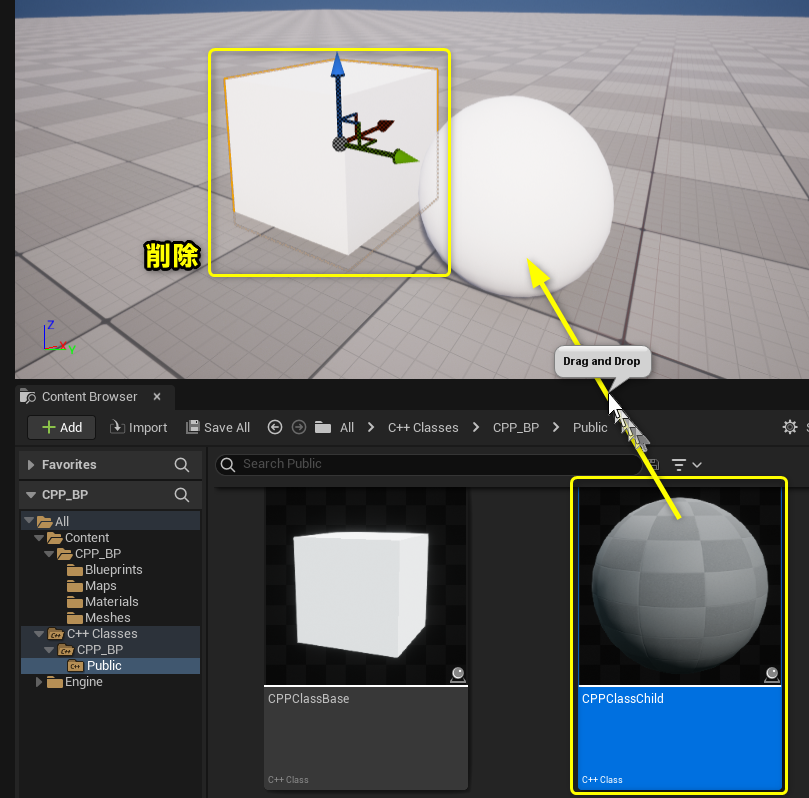 削除
Z
X
Y
Drag and Drop
Content Browser
Add
Import
Save All
All
C++ Classes
CPP_BP
Public
Favorites
Search Public
CPP_BP
All
Content
CPP_BP
Blueprints
Maps
Materials
Meshes
C++ Classes
CPP_BP
Public
Engine
CPPClassBase
C++ Class
CPPClassChild
C++ Class